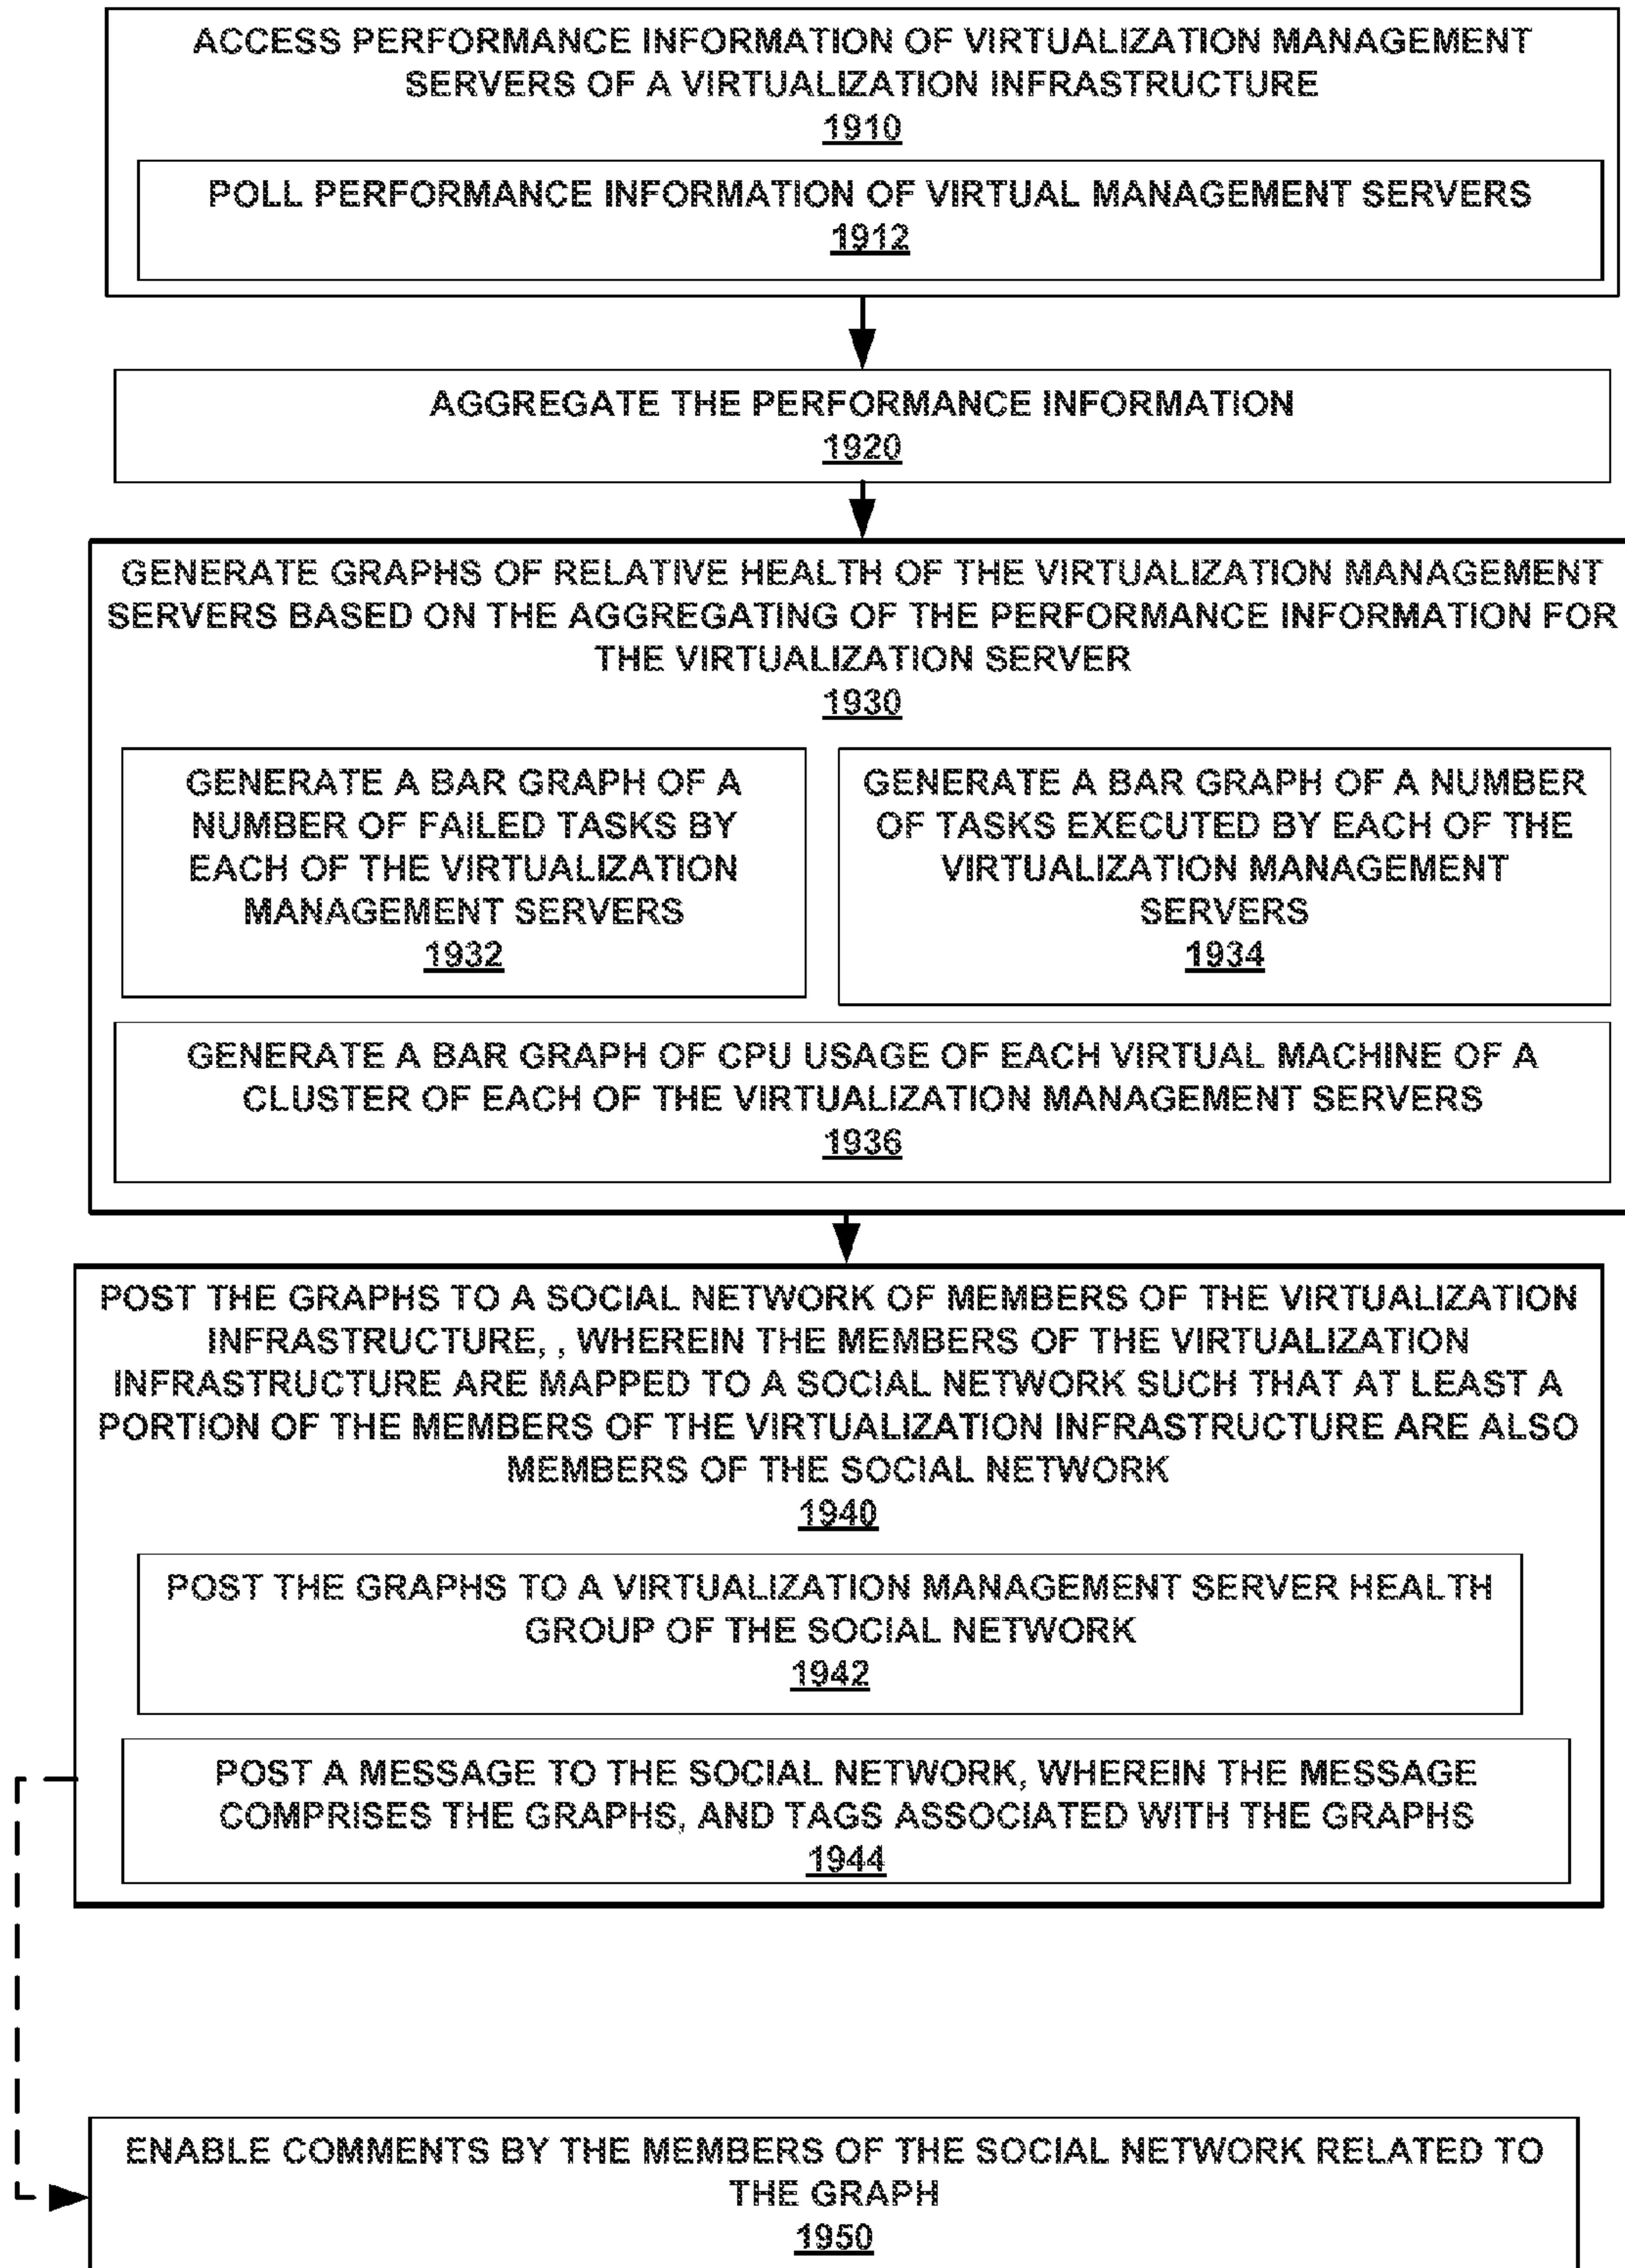 ACCESS PERFORMANCE INFORMATION OF VIRTUALIZATION MANAGEMENT
SERVERS OF A VIRTUALIZATION INFRASTRUCTURE
1910
POLL PERFORMANCE INFORMATION OF VIRTUAL MANAGEMENT SERVERS
1912
AGGREGATE THE PERFORMANCE INFORMATION
1920
GENERATE GRAPHS OF RELATIVE HEALTH OF THE VIRTUALIZATION MANAGEMENT
SERVERS BASED ON THE AGGREGATING OF THE PERFORMANCE INFORMATION FOR
THE VIRTUALIZATION SERVER
1930
GENERATE A BAR GRAPH OF A
NUMBER OF FAILED TASKS BY
EACH OF THE VIRTUALIZATION
MANAGEMENT SERVERS
1932
GENERATE A BAR GRAPH OF A NUMBER
OF TASKS EXECUTED BY EACH OF THE
VIRTUALIZATION MANAGEMENT
SERVERS
1934
GENERATE A BAR GRAPH OF CPU USAGE OF EACH VIRTUAL MACHINE OF A
CLUSTER OF EACH OF THE VIRTUALIZATION MANAGEMENT SERVERS
1936
POST THE GRAPHS TO A SOCIAL NETWORK OF MEMBERS OF THE VIRTUALIZATION
INFRASTRUCTURE, , WHEREIN THE MEMBERS OF THE VIRTUALIZATION
INFRASTRUCTURE ARE MAPPED TO A SOCIAL NETWORK SUCH THAT AT LEAST A
PORTION OF THE MEMBERS OF THE VIRTUALIZATION INFRASTRUCTURE ARE ALSO
MEMBERS OF THE SOCIAL NETWORK
1940
POST THE GRAPHS TO A VIRTUALIZATION MANAGEMENT SERVER HEALTH
GROUP OF THE SOCIAL NETWORK
1942
POST A MESSAGE TO THE SOCIAL NETWORK, WHEREIN THE MESSAGE
COMPRISES THE GRAPHS, AND TAGS ASSOCIATED WITH THE GRAPHS
1944
ENABLE COMMENTS BY THE MEMBERS OF THE SOCIAL NETWORK RELATED TO
THE GRAPH
1950